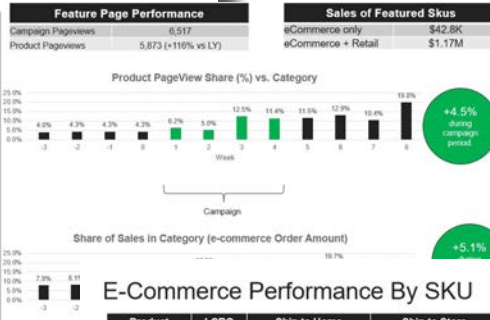 Feature Page Performance
Campaign Pageviews 6,517
Product Pageviews 5,873 (+116% vs LY)
Sales of Featured Skus
eCommerce only $42.8K
eCommerce + Retail $1.17M
Product PageView Share (%) vs. Category
25.0%
20.0%
15.0%
10.0%
5.0%
0.0%
4.0% 4.3% 4.3% 4.3% 6.2% 5.0% 12.5% 11.4% 11.5% 12.9% 10.4% 19.8%
-3 -2 -1 0 1 2 3 4 5 6 7 8
Week
+4.5%
during
campaign
period
Campaign
Share of Sales in Category (e-commerce Order Amount)
25.0%
20.0%
15.0%
10.0%
5.0%
0.0%
7.9%
19.7%
-3 -2
+5.1%
E-Commerce Performance By SKU
Product
Ship to Home
Ship to Store